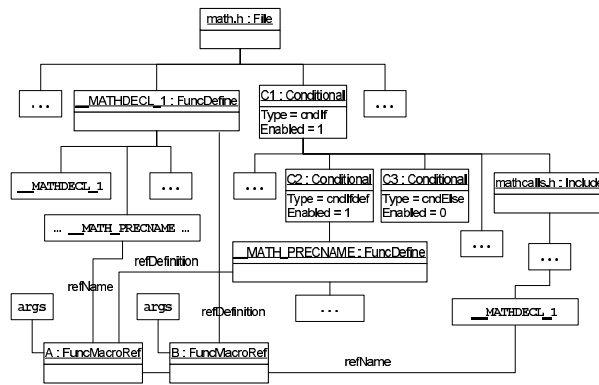 math.h : File
...
__MATHDECL_1 : FuncDefine
C1 : Conditional
Type = cndIf
Enabled = 1
...
__MATHDECL_1
...
...
C2 : Conditional
Type = cndIfdef
Enabled = 1
C3 : Conditional
Type = cndElse
Enabled = 0
mathcalls.h : Include
... __MATH_PRECNAME ...
...
__MATH_PRECNAME : FuncDefine
...
refDefinition
refName
args
args
refDefinition
...
__MATHDECL_1
A : FuncMacroRef
B : FuncMacroRef
refName